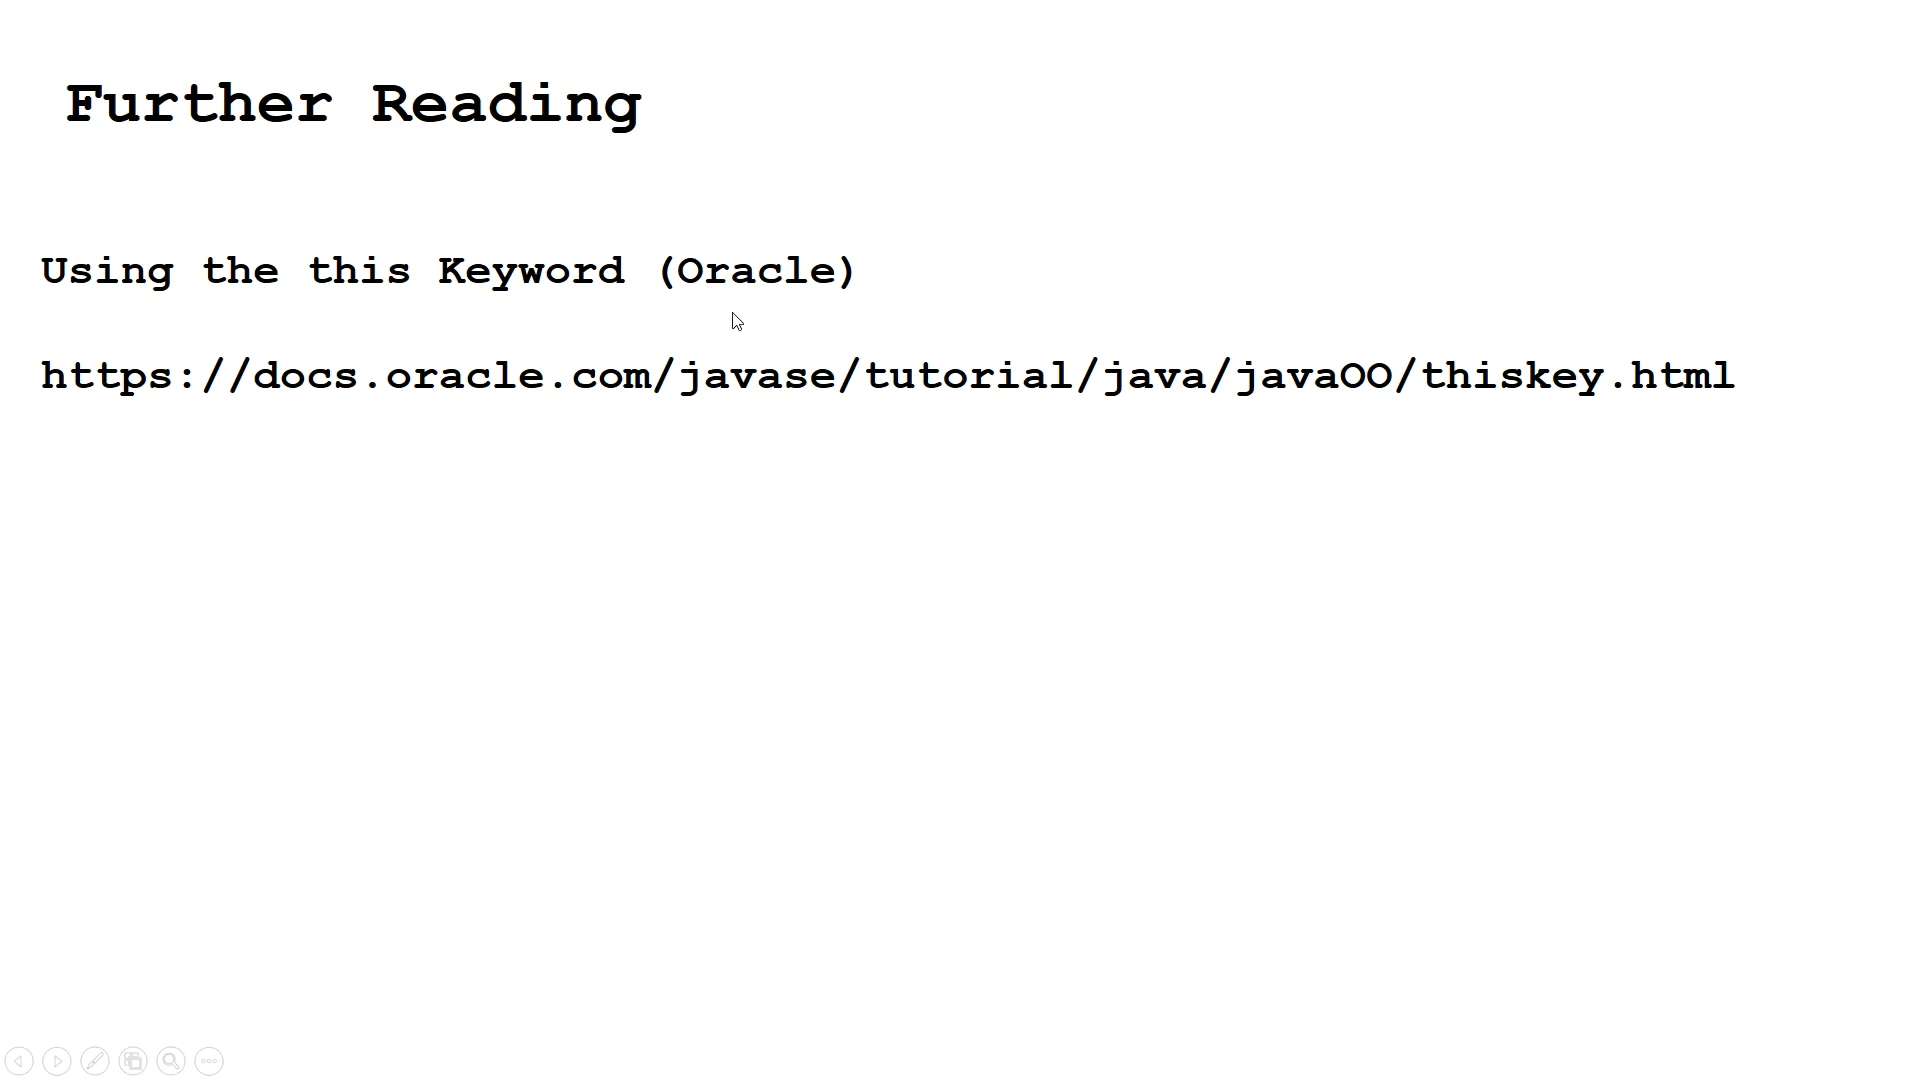 Further Reading
Using the this Keyword (Oracle)
https://docs.oracle.com/javase/tutorial/java/javaOO/thiskey.html